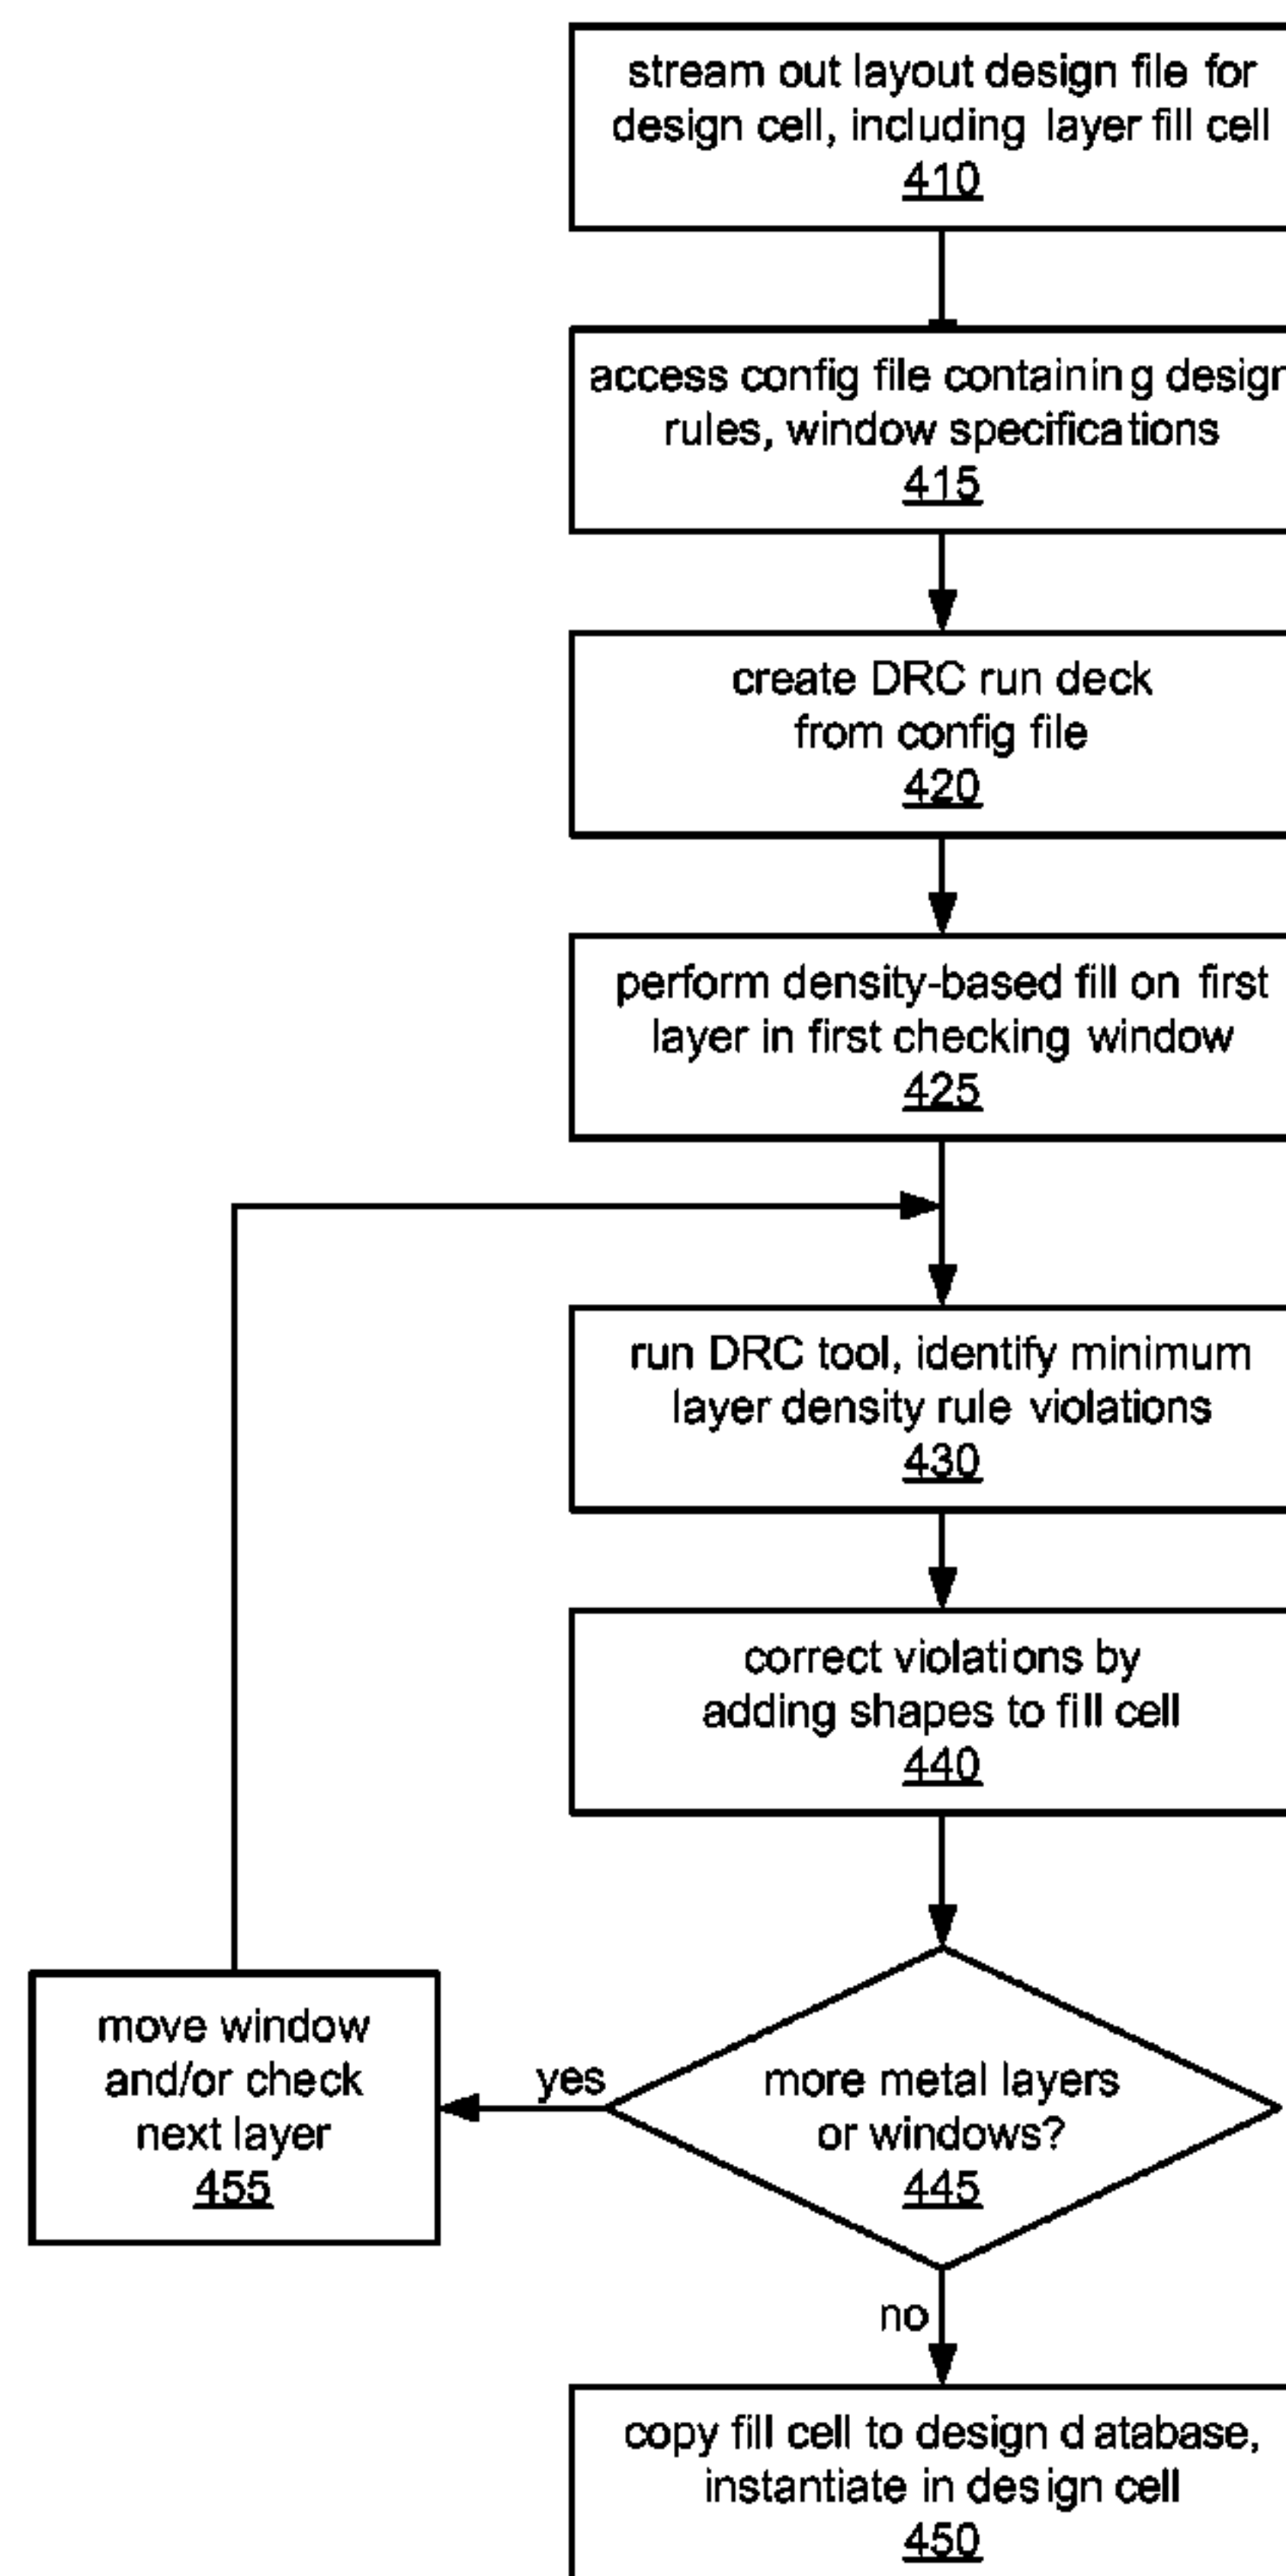 stream out layout design file for
design cell, including layer fill cell
410
access config file containing design
rules, window specifications
415
create DRC run deck
from config file
420
perform density-based fill on first
layer in first checking window
425
run DRC tool, identify minimum
layer density rule violations
430
correct violations by
adding shapes to fill cell
440
more metal layers
or windows?
445
yes
move window
and/or check
next layer
455
no
copy fill cell to design database,
instantiate in design cell
450